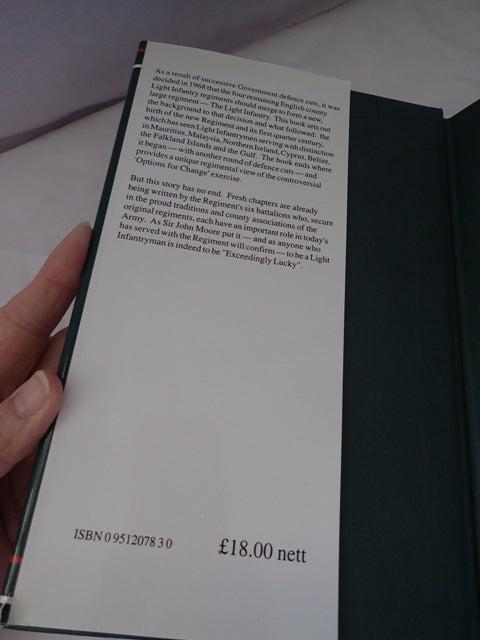 As a result of successive Government defence cuts, it was
decided in 1968 that the four remaining English county
Light Infantry regiments should merge to form a new,
large regiment — The Light Infantry. This book sets out
the background to that decision and what followed: the
birth of the new Regiment and its first quarter century,
which has seen Light Infantrymen serving with distinction
in Mauritius, Malaysia, Northern Ireland, Cyprus, Belize,
the Falkland Islands and the Gulf. The book ends where
it began — with another round of defence cuts — and
provides a unique regimental view of the controversial
'Options for Change' exercise.
But this story has no end. Fresh chapters are already
being written by the Regiment's six battalions who, secure
in the proud traditions and county associations of the
original regiments, each have an important role in today's
Army. As Sir John Moore put it — and as anyone who
has served with the Regiment will confirm — to be a Light
Infantryman is indeed to be "Exceedingly Lucky".
ISBN 0 9512078 3 0
£18.00 nett